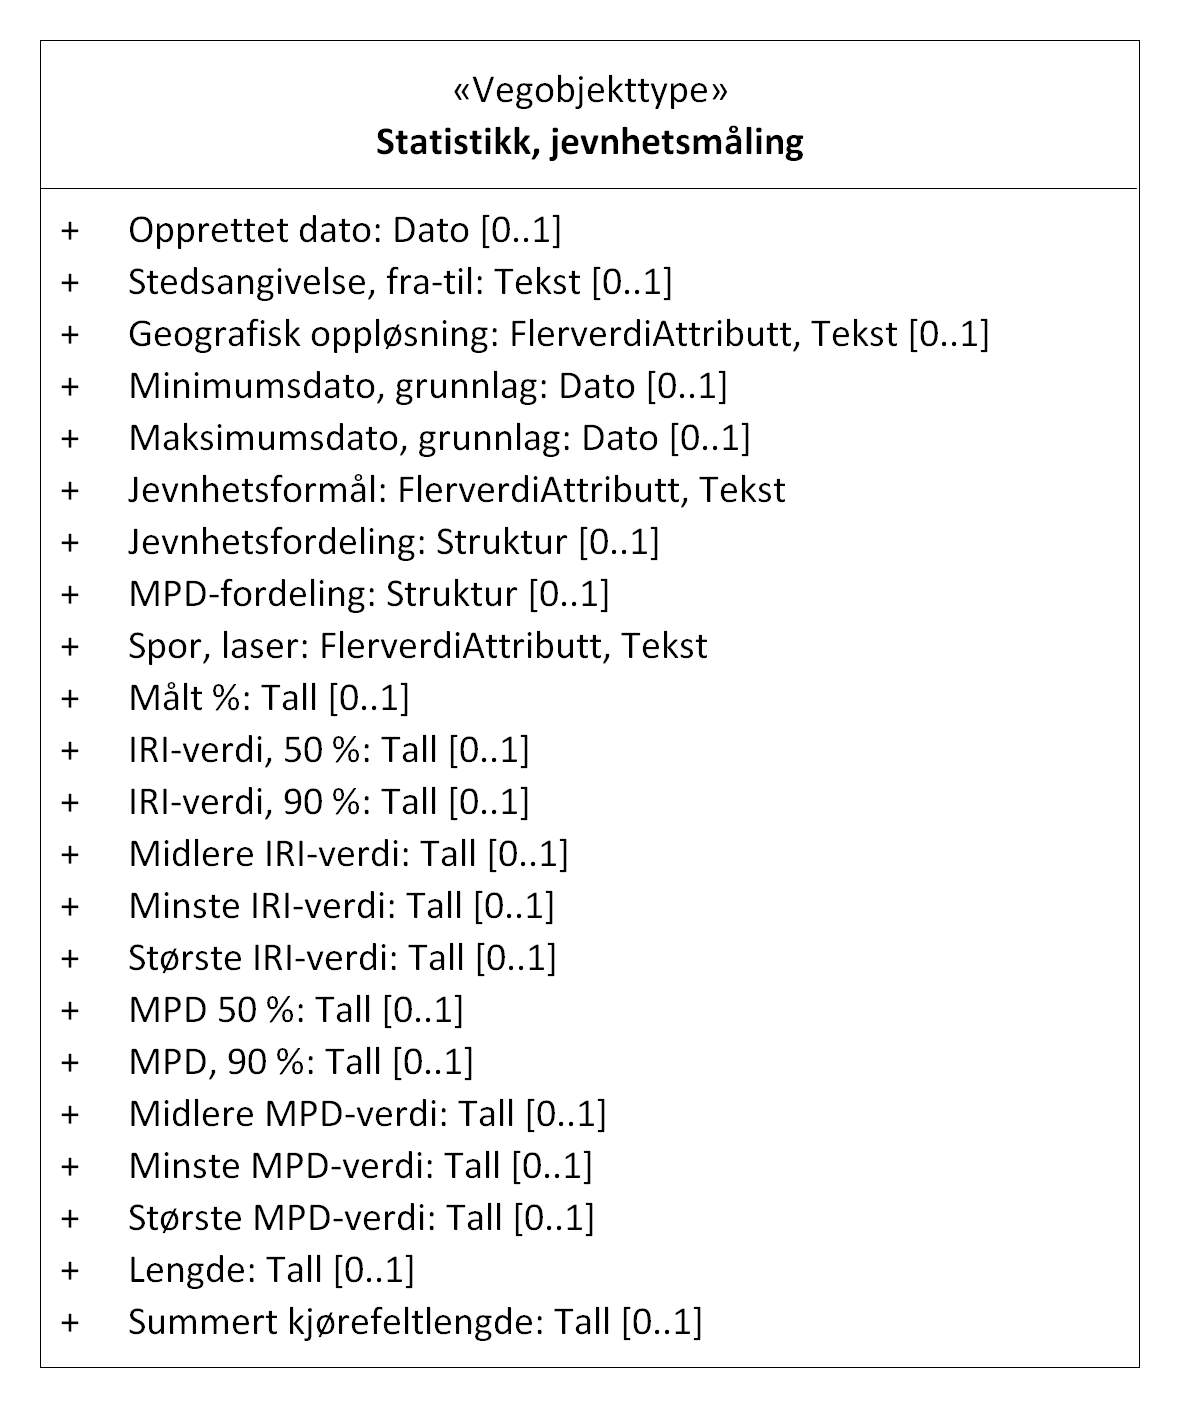 «Vegobjekttype»
Statistikk, jevnhetsmåling
+ Opprettet dato: Dato [0..1]
+ Stedsangivelse, fra-til: Tekst [0..1]
+ Geografisk oppløsning: FlerverdiAttributt, Tekst [0..1]
+ Minimumsdato, grunnlag: Dato [0..1]
+ Maksimumsdato, grunnlag: Dato [0..1]
+ Jevnhetsformål: FlerverdiAttributt, Tekst
+ Jevnhetsfordeling: Struktur [0..1]
+ MPD-fordeling: Struktur [0..1]
+ Spor, laser: FlerverdiAttributt, Tekst
+ Målt %: Tall [0..1]
+ IRI-verdi, 50 %: Tall [0..1]
+ IRI-verdi, 90 %: Tall [0..1]
+ Midlere IRI-verdi: Tall [0..1]
+ Minste IRI-verdi: Tall [0..1]
+ Største IRI-verdi: Tall [0..1]
+ MPD 50 %: Tall [0..1]
+ MPD, 90 %: Tall [0..1]
+ Midlere MPD-verdi: Tall [0..1]
+ Minste MPD-verdi: Tall [0..1]
+ Største MPD-verdi: Tall [0..1]
+ Lengde: Tall [0..1]
+ Summert kjørefeltlengde: Tall [0..1]